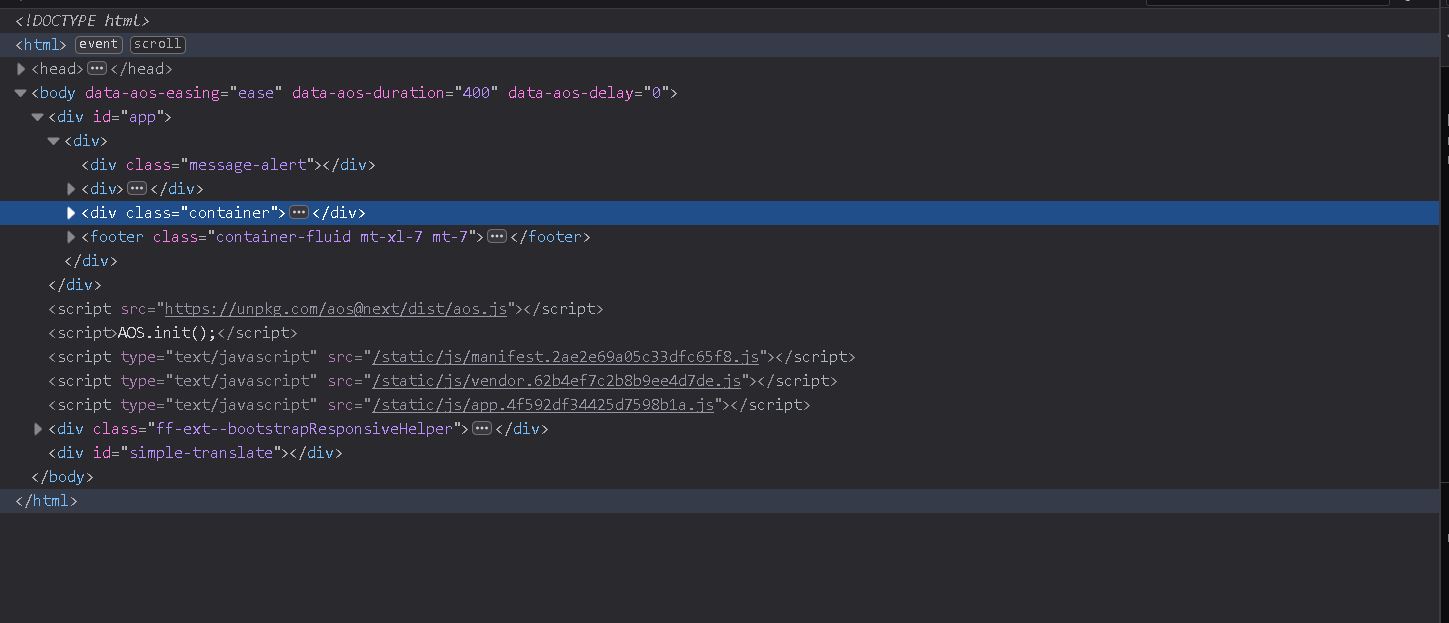 <!DOCTYPE html>
<html> event scroll
<head> ••• </head>
<body data-aos-easing="ease" data-aos-duration="400" data-aos-delay="0">
<div id="app">
<div>
<div class="message-alert"></div>
<div> ••• </div>
<div class="container"> ••• </div>
<footer class="container-fluid mt-xl-7 mt-7"> ••• </footer>
</div>
</div>
<script src="https://unpkg.com/aos@next/dist/aos.js"></script>
<script>AOS.init();</script>
<script type="text/javascript" src="/static/js/manifest.2ae2e69a05c33dfc65f8.js"></script>
<script type="text/javascript" src="/static/js/vendor.62b4ef7c2b8b9ee4d7de.js"></script>
<script type="text/javascript" src="/static/js/app.4f592df34425d7598b1a.js"></script>
<div class="ff-ext--bootstrapResponsiveHelper"> ••• </div>
<div id="simple-translate"></div>
</body>
</html>